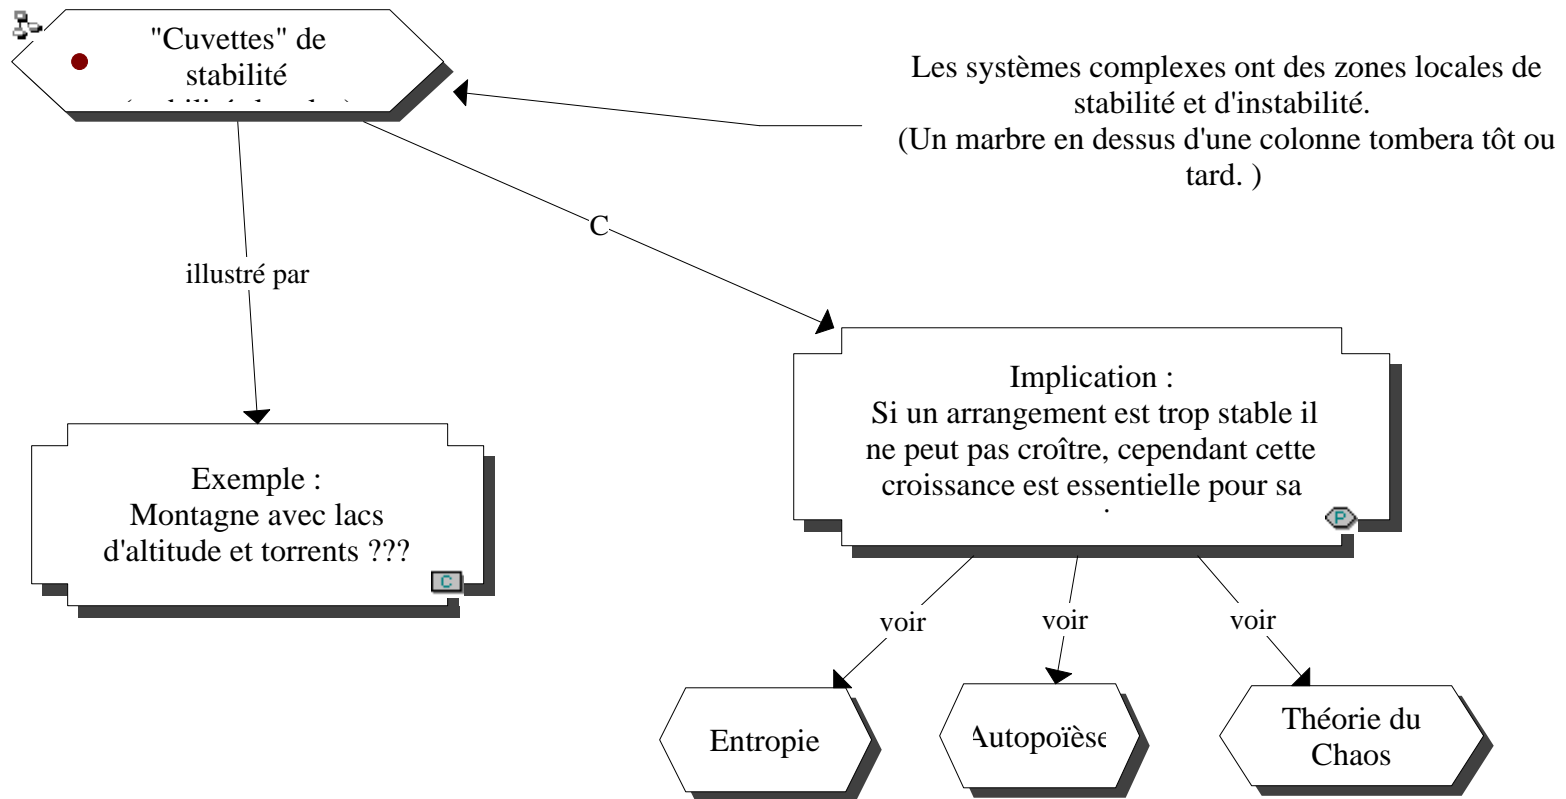 "Cuvettes" de
stabilité
Les systèmes complexes ont des zones locales de
stabilité et d'instabilité.
(Un marbre en dessus d'une colonne tombera tôt ou
tard. )
C
illustré par
Implication :
Si un arrangement est trop stable il
ne peut pas croître, cependant cette
croissance est essentielle pour sa
P
Exemple :
Montagne avec lacs
d'altitude et torrents ???
C
voir
voir
voir
Entropie
Autopoïèse
Théorie du
Chaos